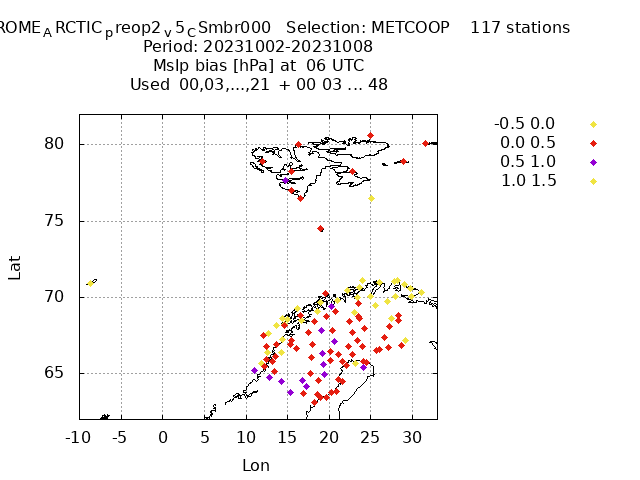 ROME A RCTIC p reop2 v 5 C Smbr000 Selection: METCOOP 117 stations
Period: 20231002-20231008
Mslp bias [hPa] at 06 UTC
Used 00,03,...,21 + 00 03 ... 48
-0.5 0.0
0.0 0.5
0.5 1.0
1.0 1.5
80
75
70
65
Lat
-10 -5 0 5 10 15 20 25 30
Lon